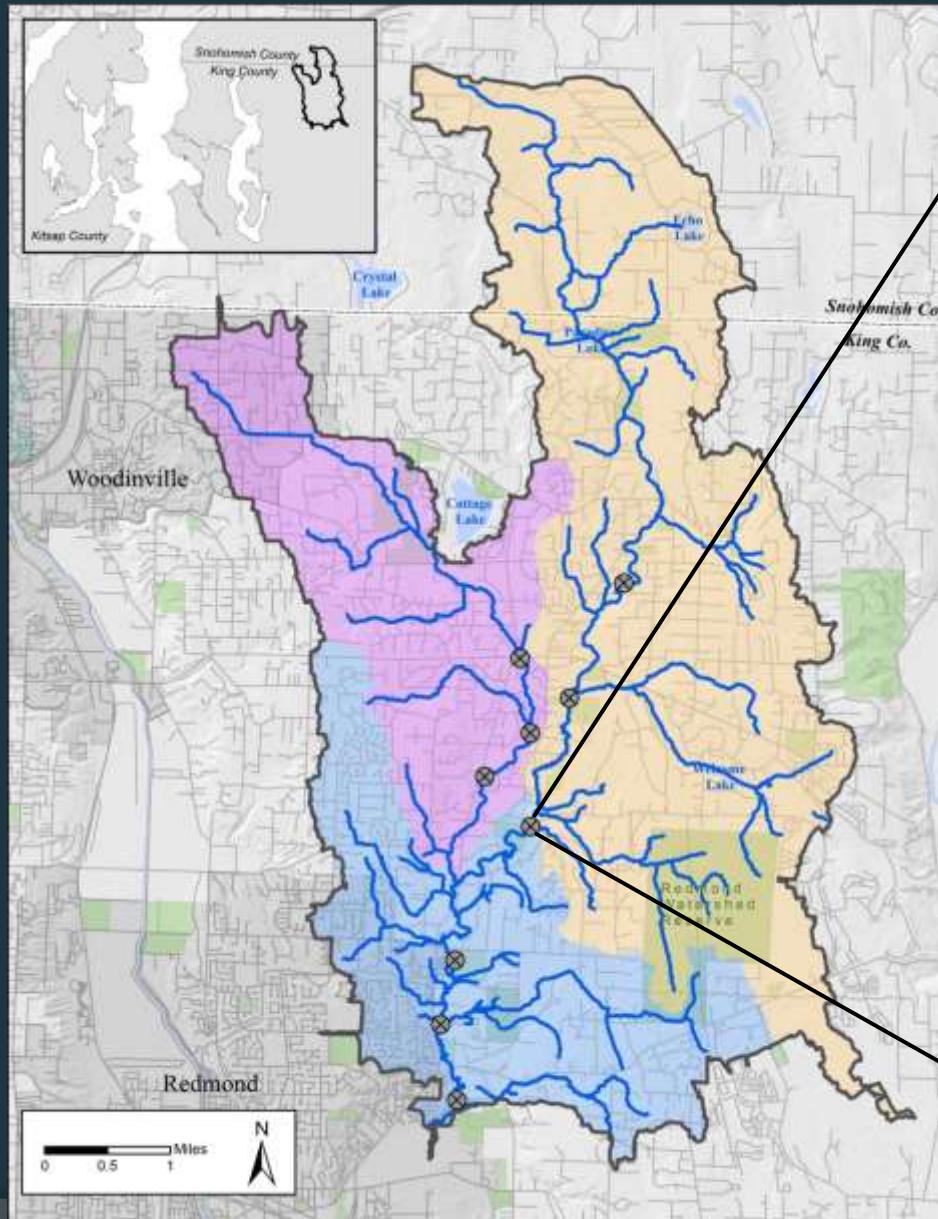 Snohomish County
King County
Kitsap County
Echo
Lake
Crystal
Lake
Snohomish Co
King Co.
Lake
Woodinville
Cottage
Lake
Welcome
Lake
Redmond
Watershed
Reserve
Redmond
Miles
0 0.5 1
N